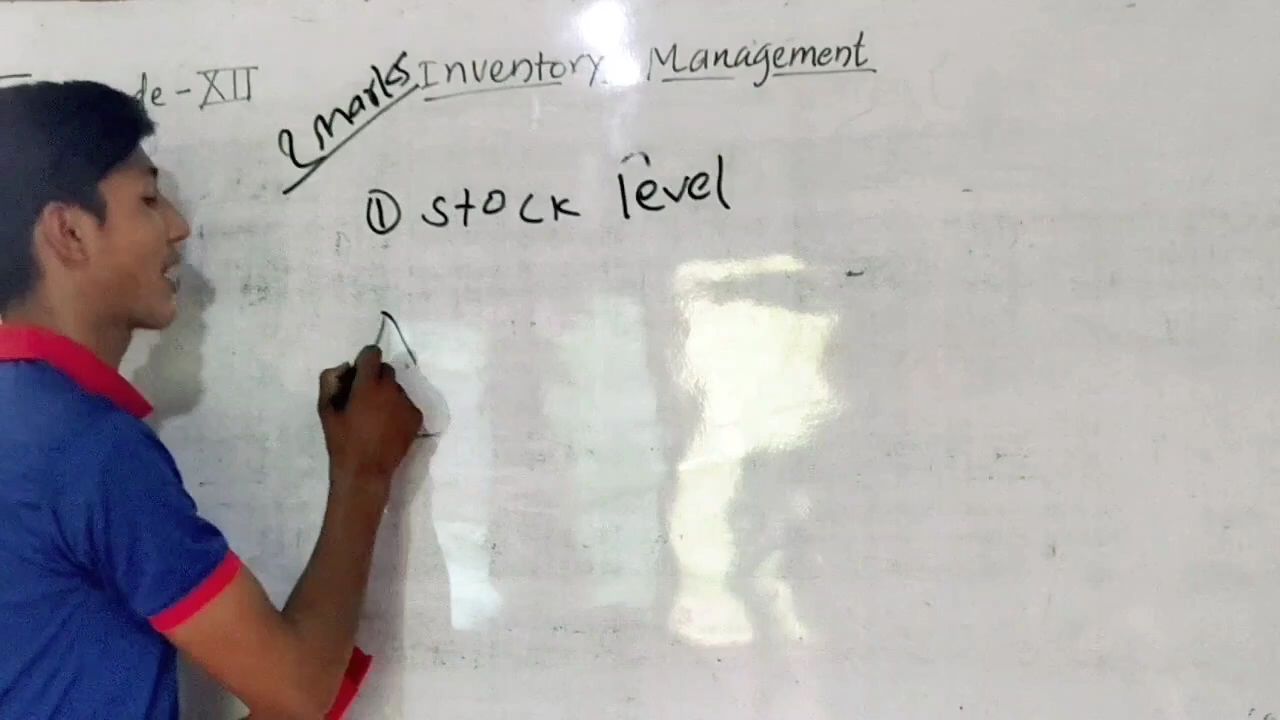 de - XII
2 Marks Inventory Management
① stock level